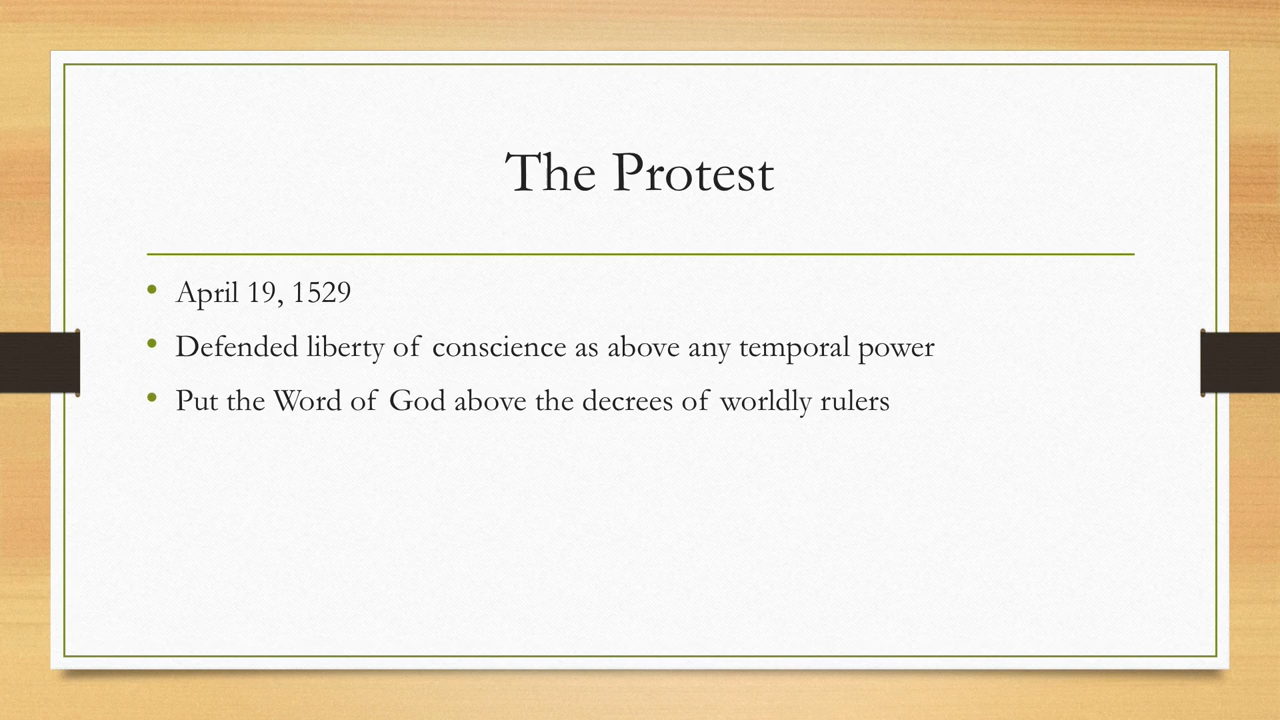 The Protest
• April 19, 1529
• Defended liberty of conscience as above any temporal power
• Put the Word of God above the decrees of worldly rulers